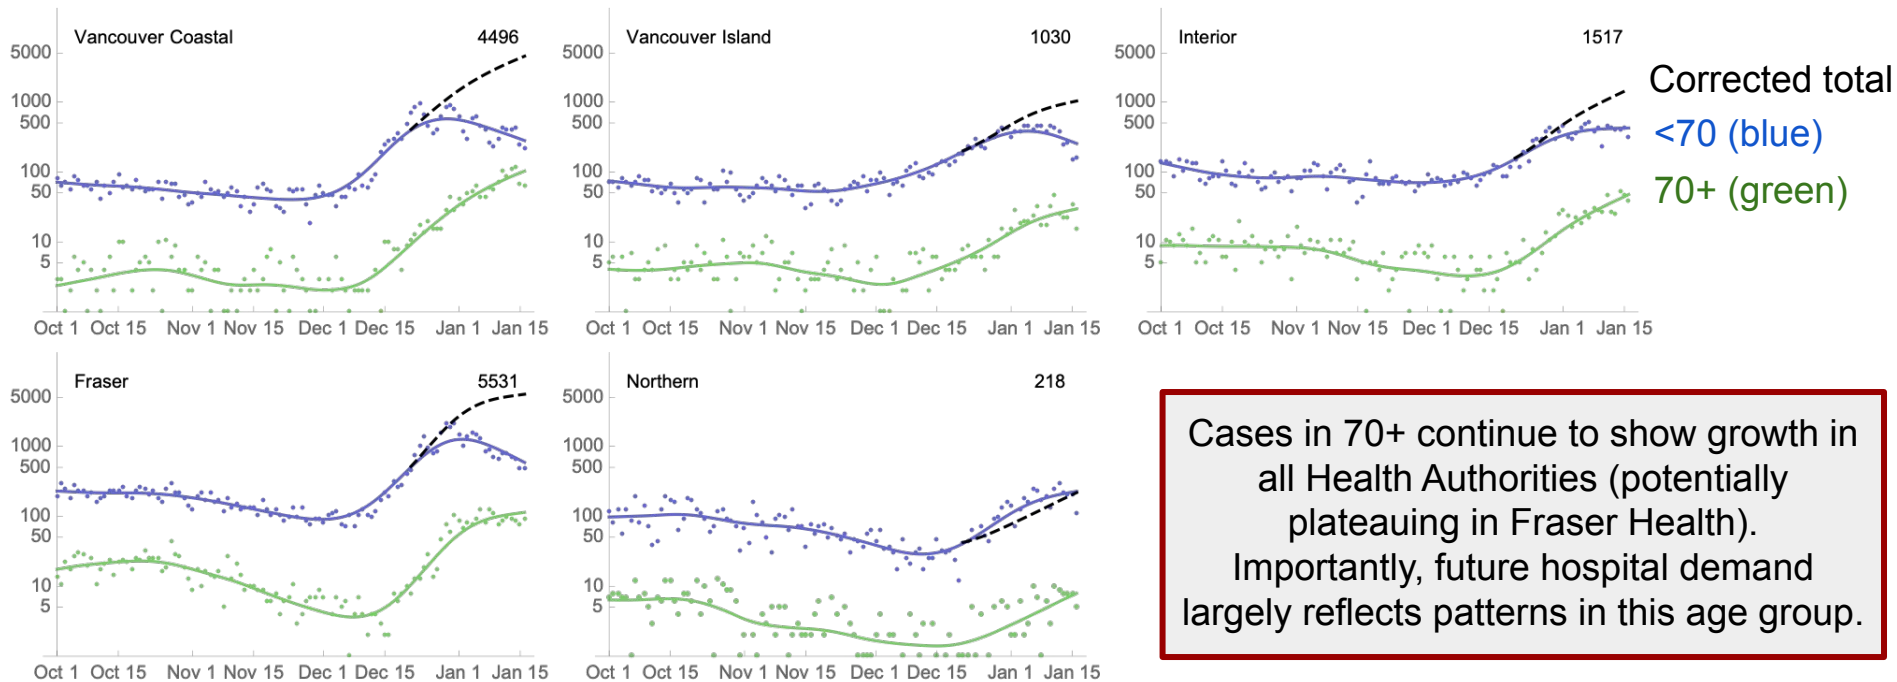 Vancouver Coastal 4496
5000
1000
500
100
50
10
5
Oct 1 Oct 15 Nov 1 Nov 15 Dec 1 Dec 15 Jan 1 Jan 15
Vancouver Island 1030
5000
1000
500
100
50
10
5
Oct 1 Oct 15 Nov 1 Nov 15 Dec 1 Dec 15 Jan 1 Jan 15
Interior 1517
5000
1000
500
100
50
10
5
Oct 1 Oct 15 Nov 1 Nov 15 Dec 1 Dec 15 Jan 1 Jan 15
Corrected total
<70 (blue)
70+ (green)
Fraser 5531
5000
1000
500
100
50
10
5
Oct 1 Oct 15 Nov 1 Nov 15 Dec 1 Dec 15 Jan 1 Jan 15
Northern 218
5000
1000
500
100
50
10
5
Oct 1 Oct 15 Nov 1 Nov 15 Dec 1 Dec 15 Jan 1 Jan 15
Cases in 70+ continue to show growth in
all Health Authorities (potentially
plateauing in Fraser Health).
Importantly, future hospital demand
largely reflects patterns in this age group.